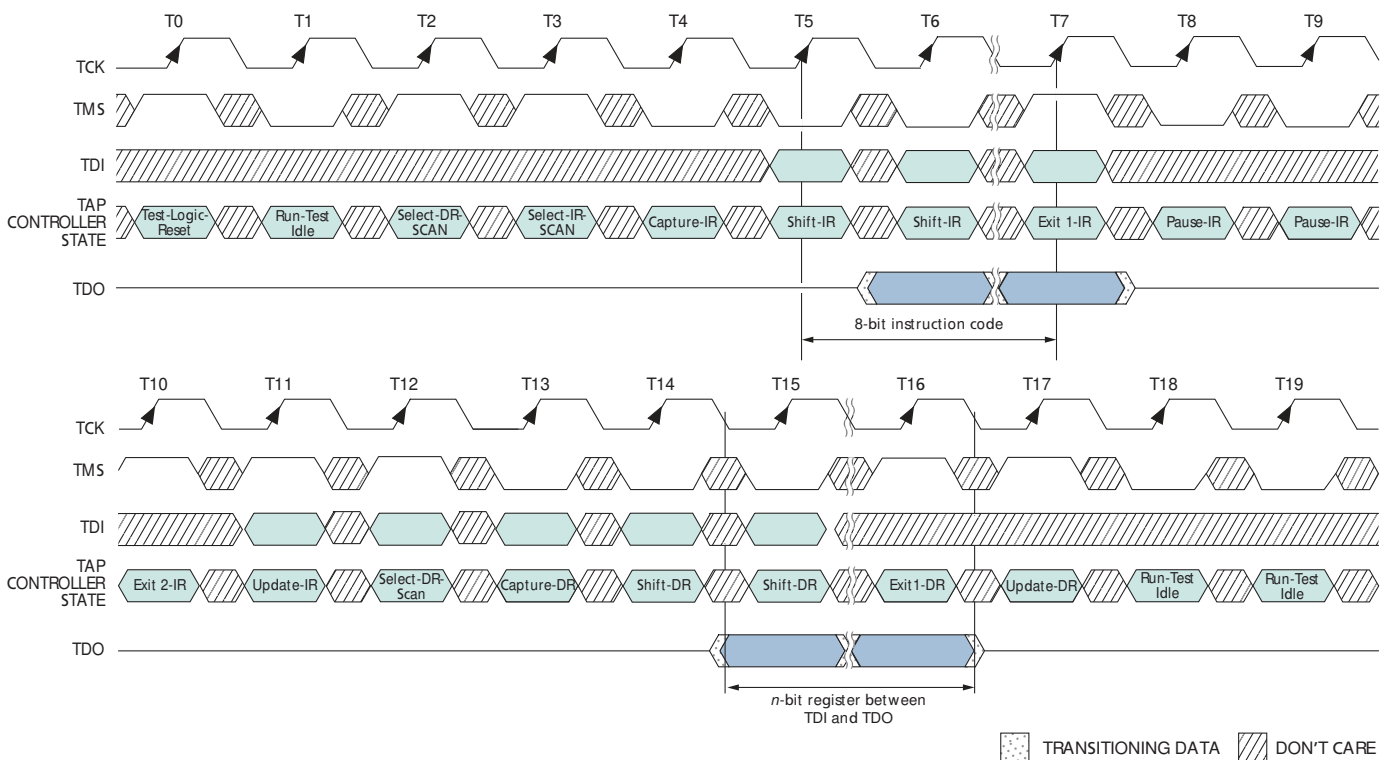 T0 T1 T2 T3 T4 T5 T6 T7 T8 T9
TCK
TMS
TDI
TAP
CONTROLLER
STATE
Test-Logic-
Reset
Run-Test
Idle
Select-DR-
SCAN
Select-IR-
SCAN
Capture-IR
Shift-IR
Shift-IR
Exit 1-IR
Pause-IR
Pause-IR
TDO
8-bit instruction code
T10 T11 T12 T13 T14 T15 T16 T17 T18 T19
TCK
TMS
TDI
TAP
CONTROLLER
STATE
Exit 2-IR
Update-IR
Select-DR-
Scan
Capture-DR
Shift-DR
Shift-DR
Exit1-DR
Update-DR
Run-Test
Idle
Run-Test
Idle
TDO
n-bit register between
TDI and TDO
TRANSITIONING DATA DON'T CARE